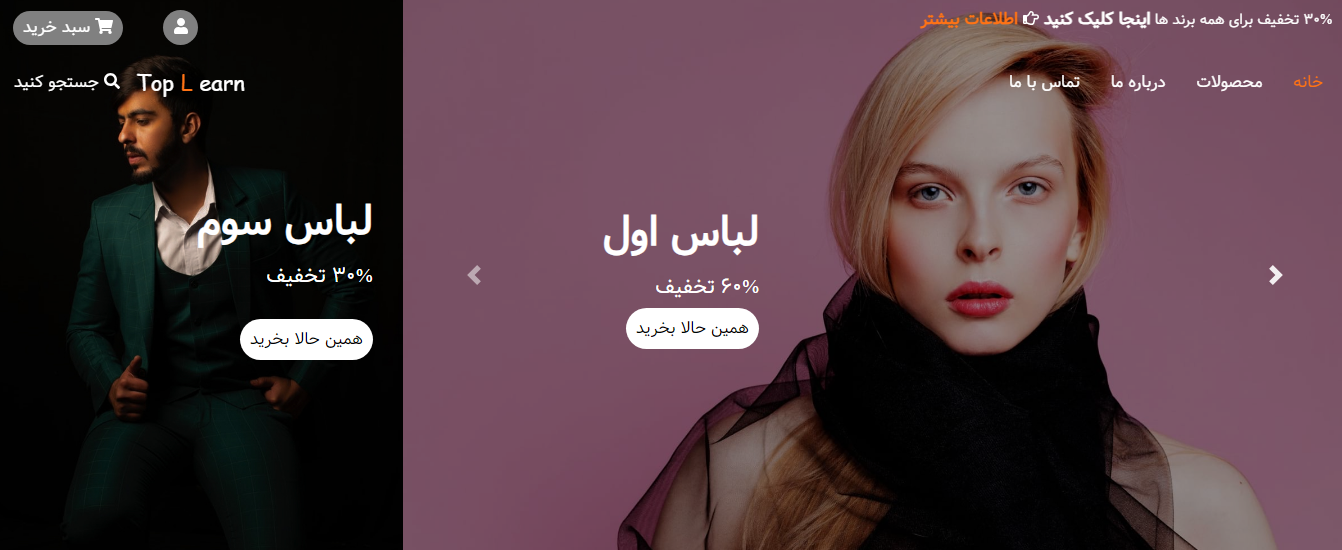 ۳۰% تخفیف برای همه برند ها اینجا کلیک کنید اطلاعات بیشتر
سبد خرید
خانه محصولات درباره ما تماس با ما
Top Learn
جستجو کنید
لباس اول
۶۰% تخفیف
همین حالا بخرید
لباس سوم
۳۰% تخفیف
همین حالا بخرید